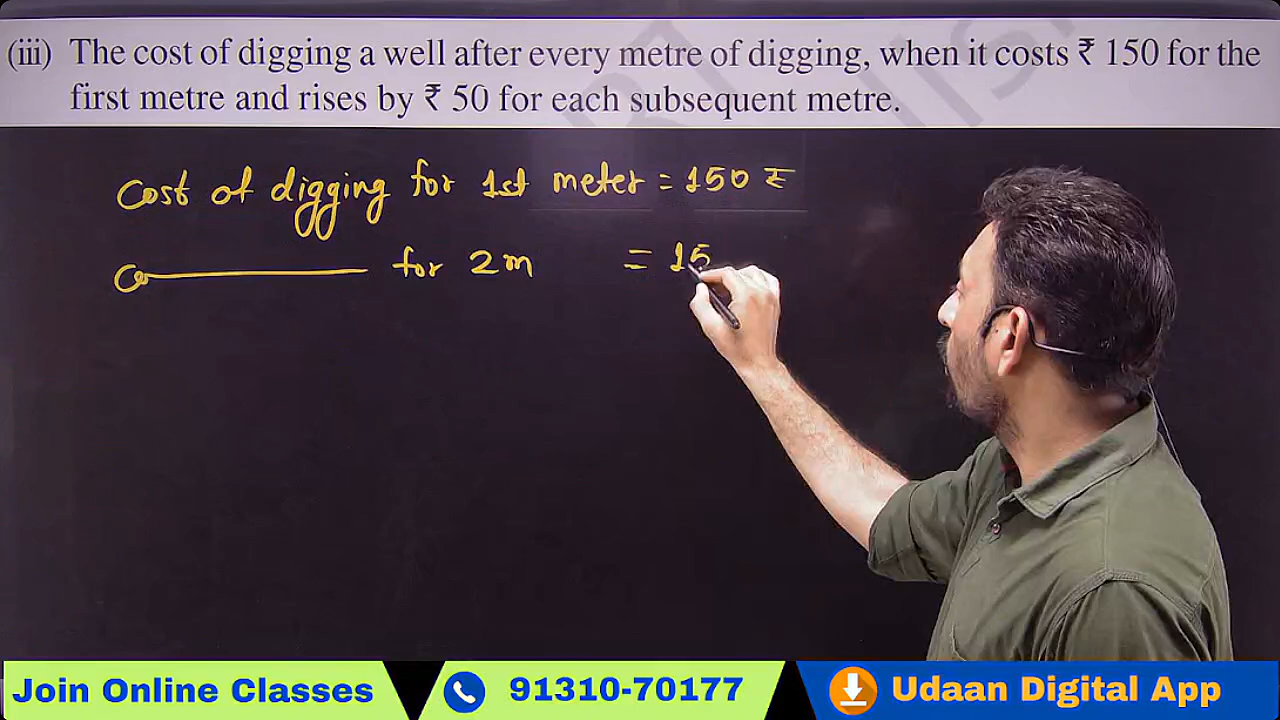 (iii) The cost of digging a well after every metre of digging, when it costs ₹ 150 for the
first metre and rises by ₹ 50 for each subsequent metre.
Cost of digging for 1st meter = 150 ₹
Co for 2m = 15
Join Online Classes
91310-70177
Udaan Digital App